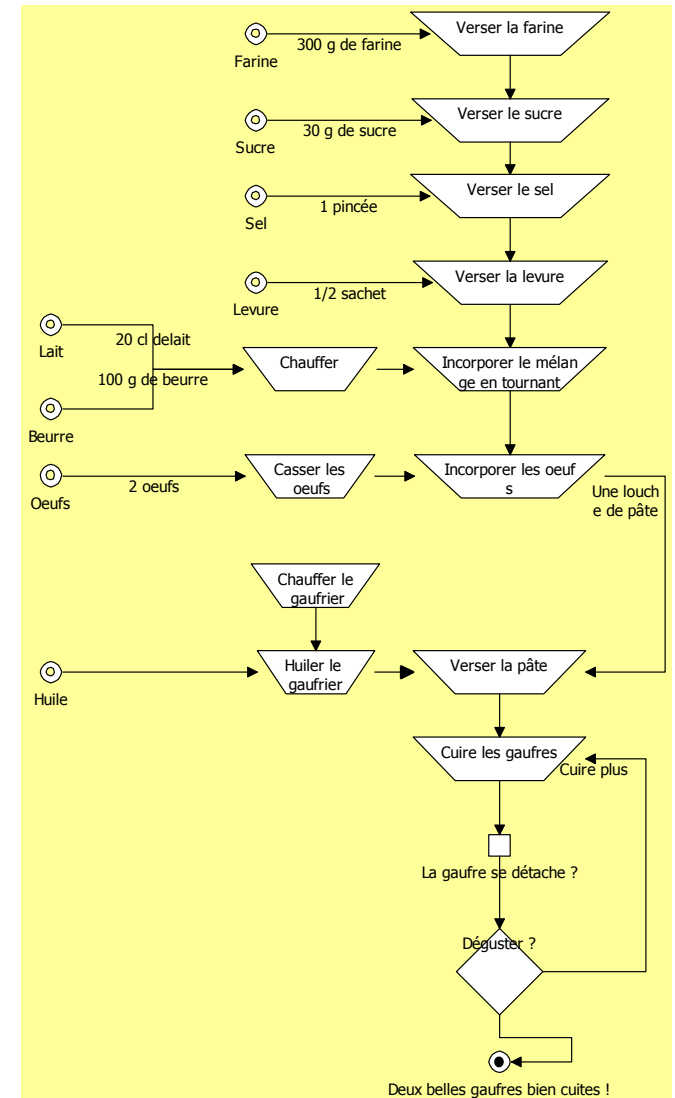 Verser la farine
300 g de farine
Farine
Verser le sucre
30 g de sucre
Sucre
Verser le sel
1 pincée
Sel
Verser la levure
1/2 sachet
Levure
20 cl delait
Lait
Chauffer
Incorporer le mélan
ge en tournant
100 g de beurre
Beurre
Casser les
oeufs
Incorporer les oeuf
s
2 oeufs
Oeufs
Une louch
e de pâte
Chauffer le
gaufrier
Huiler le
gaufrier
Verser la pâte
Huile
Cuire les gaufres
Cuire plus
La gaufre se détache ?
Déguster ?
Deux belles gaufres bien cuites !